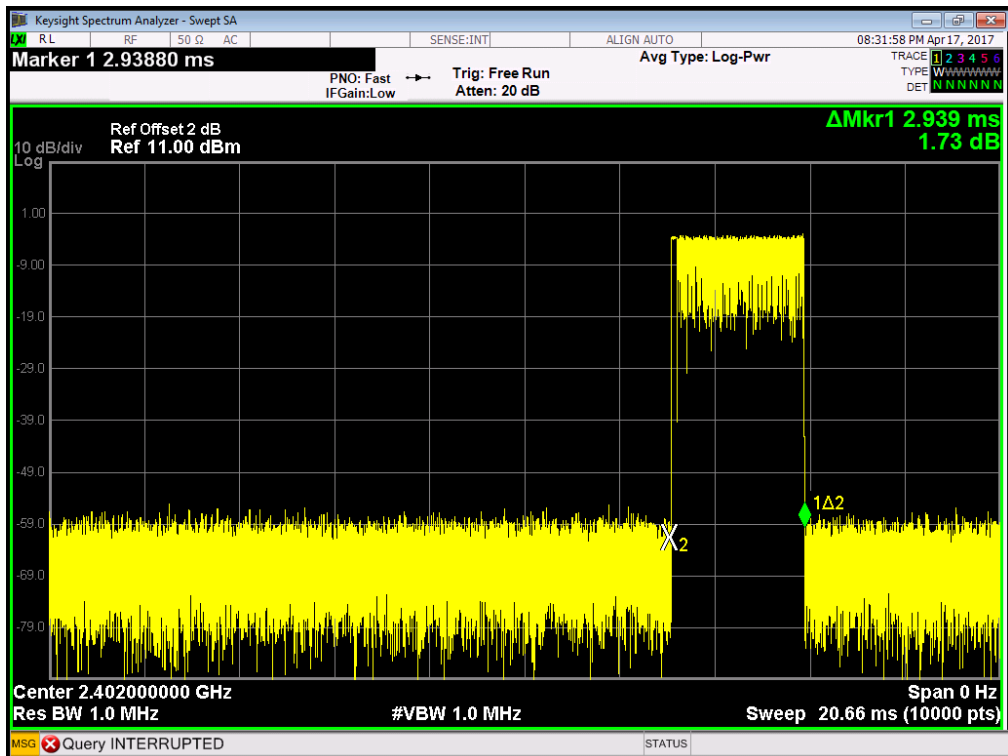 Keysight Spectrum Analyzer - Swept SA
LXI RL RF 50 Ω AC SENSE:INT ALIGN AUTO 08:31:58 PM Apr 17, 2017
Marker 1 2.93880 ms
PNO: Fast
IFGain:Low
Trig: Free Run
Atten: 20 dB
Avg Type: Log-Pwr
TRACE 1 2 3 4 5 6
TYPE WWWWWW
DET N N N N N N
ΔMkr1 2.939 ms
1.73 dB
Ref Offset 2 dB
10 dB/div Ref 11.00 dBm
Log
1.00
-9.00
-19.0
-29.0
-39.0
-49.0
1Δ2
-59.0
X2
-69.0
-79.0
Center 2.402000000 GHz Span 0 Hz
Res BW 1.0 MHz #VBW 1.0 MHz Sweep 20.66 ms (10000 pts)
MSG Query INTERRUPTED STATUS